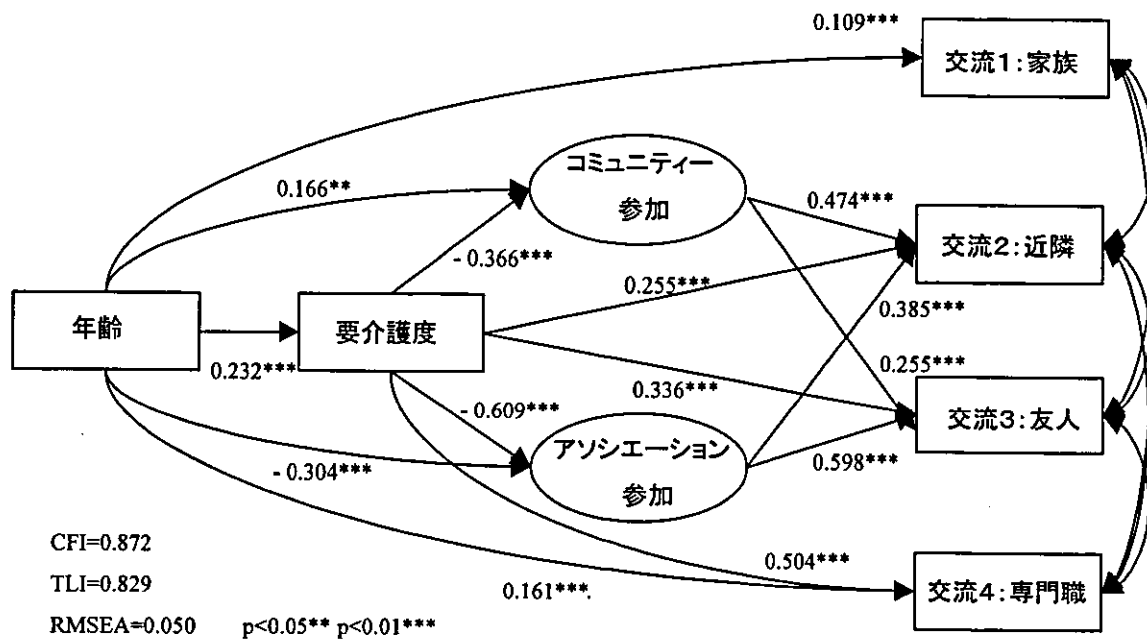 0.109***
交流1:家族
コミュニティー
参加
0.166**
0.474***
- 0.366***
交流2:近隣
0.255***
年齢
要介護度
0.385***
0.232***
0.255***
0.336***
- 0.609***
交流3:友人
アソシエーション
参加
0.598***
- 0.304***
CFI=0.872
0.504***
TLI=0.829
0.161***.
交流4:専門職
RMSEA=0.050 p<0.05** p<0.01***